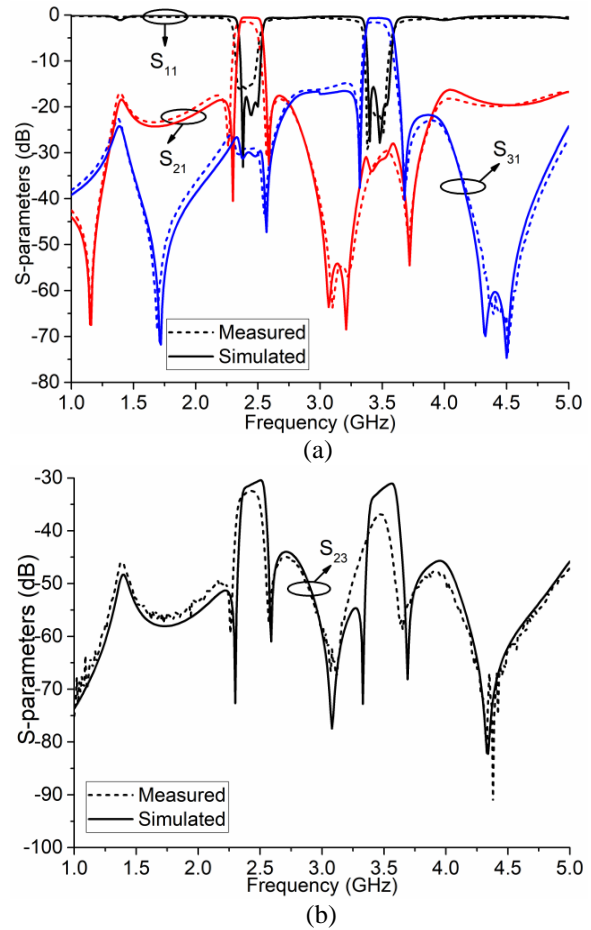 0
-10
-20
-30
-40
-50
-60
-70
-80
S-parameters (dB)
S11
S21
S31
Measured
Simulated
1.0 1.5 2.0 2.5 3.0 3.5 4.0 4.5 5.0
Frequency (GHz)
(a)
-30
-40
-50
-60
-70
-80
-90
-100
S-parameters (dB)
S23
Measured
Simulated
1.0 1.5 2.0 2.5 3.0 3.5 4.0 4.5 5.0
Frequency (GHz)
(b)